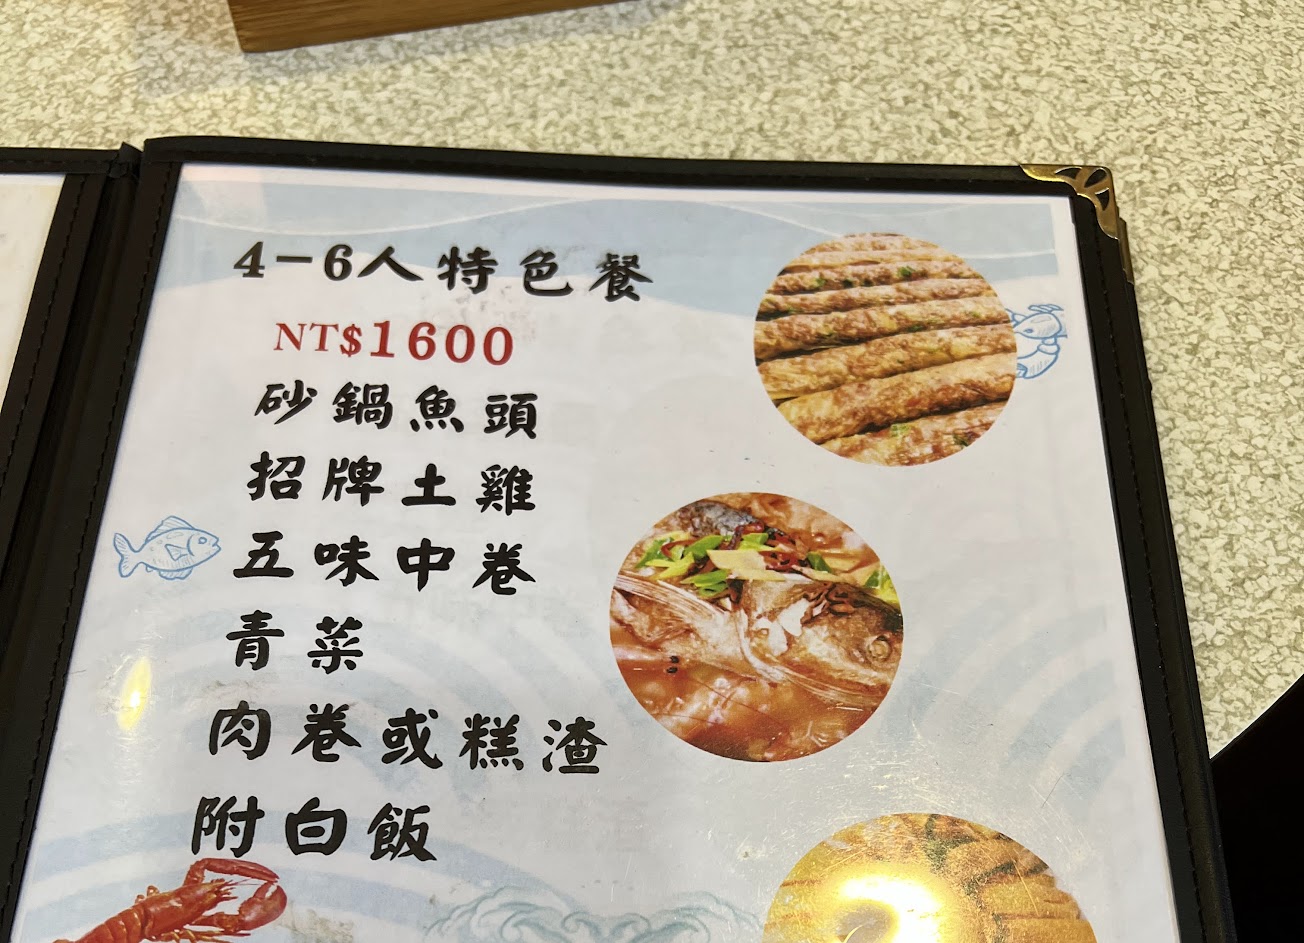 4-6人特色餐
NT$1600
砂鍋魚頭
招牌土雞
五味中卷
青菜
肉卷或糕渣
附白飯